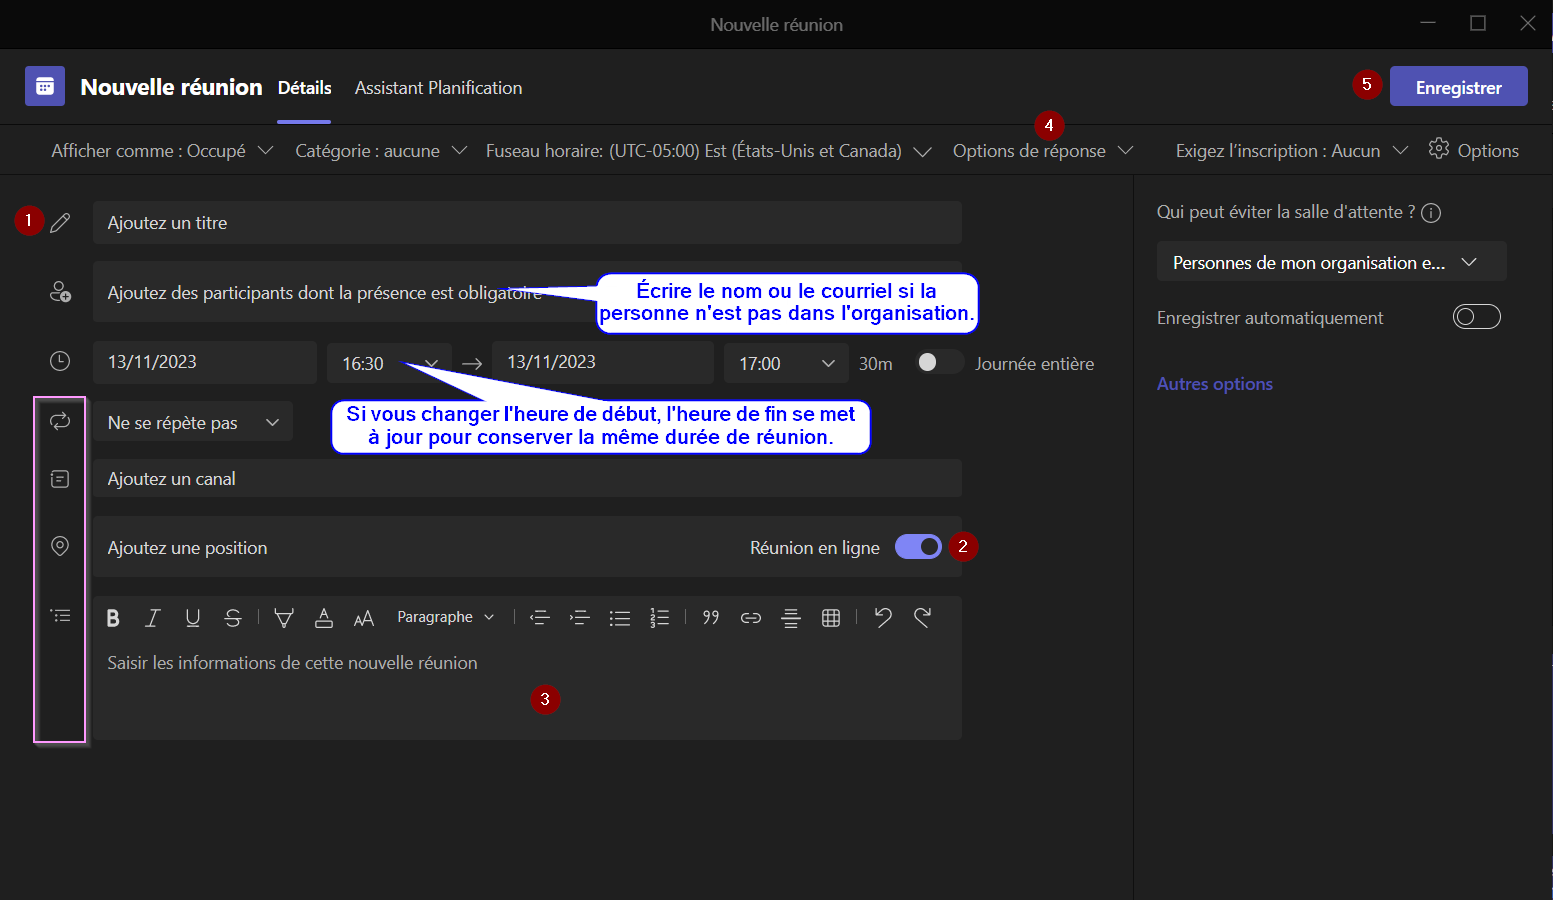 Nouvelle réunion
Nouvelle réunion Détails Assistant Planification 5 Enregistrer
4
Afficher comme : Occupé Catégorie : aucune Fuseau horaire: (UTC-05:00) Est (États-Unis et Canada) Options de réponse Exigez l’inscription : Aucun Options
1 Ajoutez un titre
Qui peut éviter la salle d'attente ?
Personnes de mon organisation e...
Ajoutez des participants dont la présence est obligatoire
Écrire le nom ou le courriel si la
personne n'est pas dans l'organisation.
Enregistrer automatiquement
13/11/2023 16:30 13/11/2023 17:00 30m Journée entière
Autres options
Si vous changer l'heure de début, l'heure de fin se met
à jour pour conserver la même durée de réunion.
Ne se répète pas
Ajoutez un canal
Ajoutez une position Réunion en ligne 2
B I U S A AA Paragraphe
Saisir les informations de cette nouvelle réunion
3